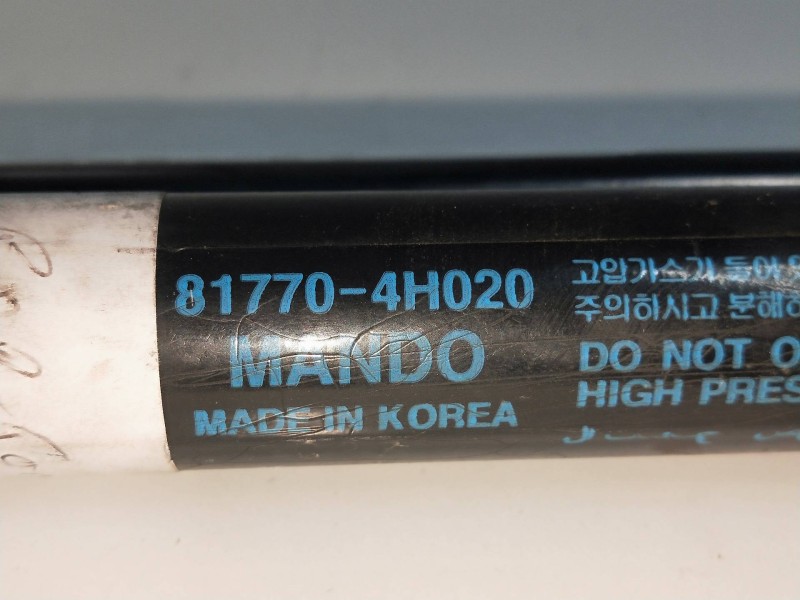 81770-4H020
MANDO
MADE IN KOREA
고압가스가 들어
주의하시고 분해
DO NOT O
HIGH PRES